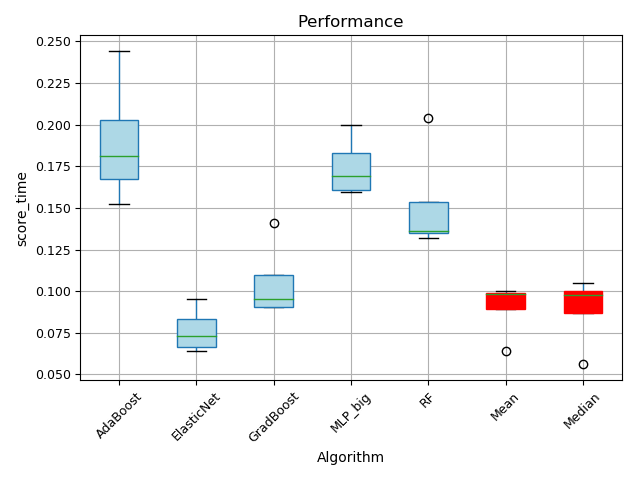 Performance
0.250
0.225
0.200
0.175
0.150
0.125
0.100
0.075
0.050
score_time
AdaBoost
ElasticNet
GradBoost
MLP_big
RF
Mean
Median
Algorithm